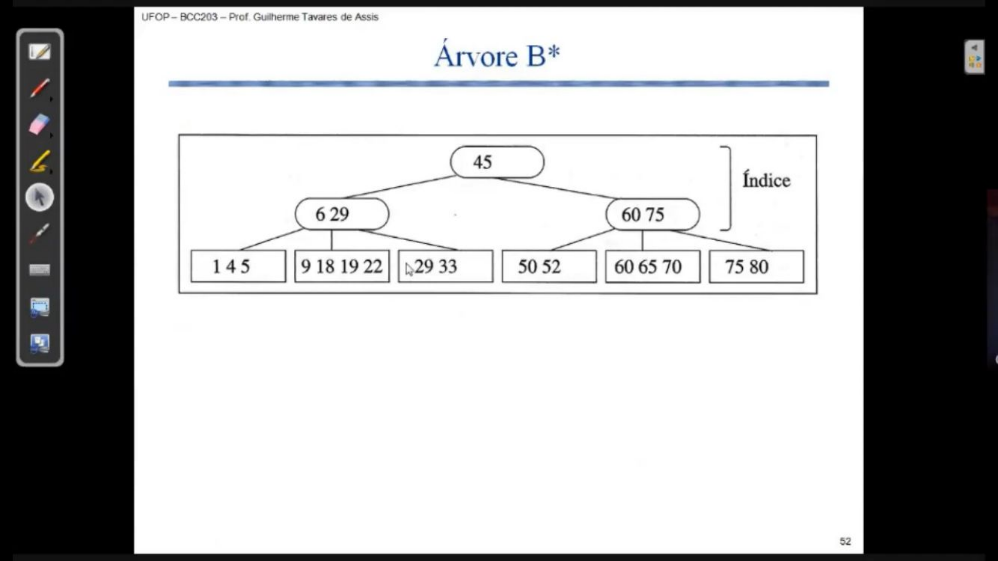 UFOP – BCC203 – Prof. Guilherme Tavares de Assis
Árvore B*
45
Índice
6 29
60 75
1 4 5
9 18 19 22
29 33
50 52
60 65 70
75 80
52